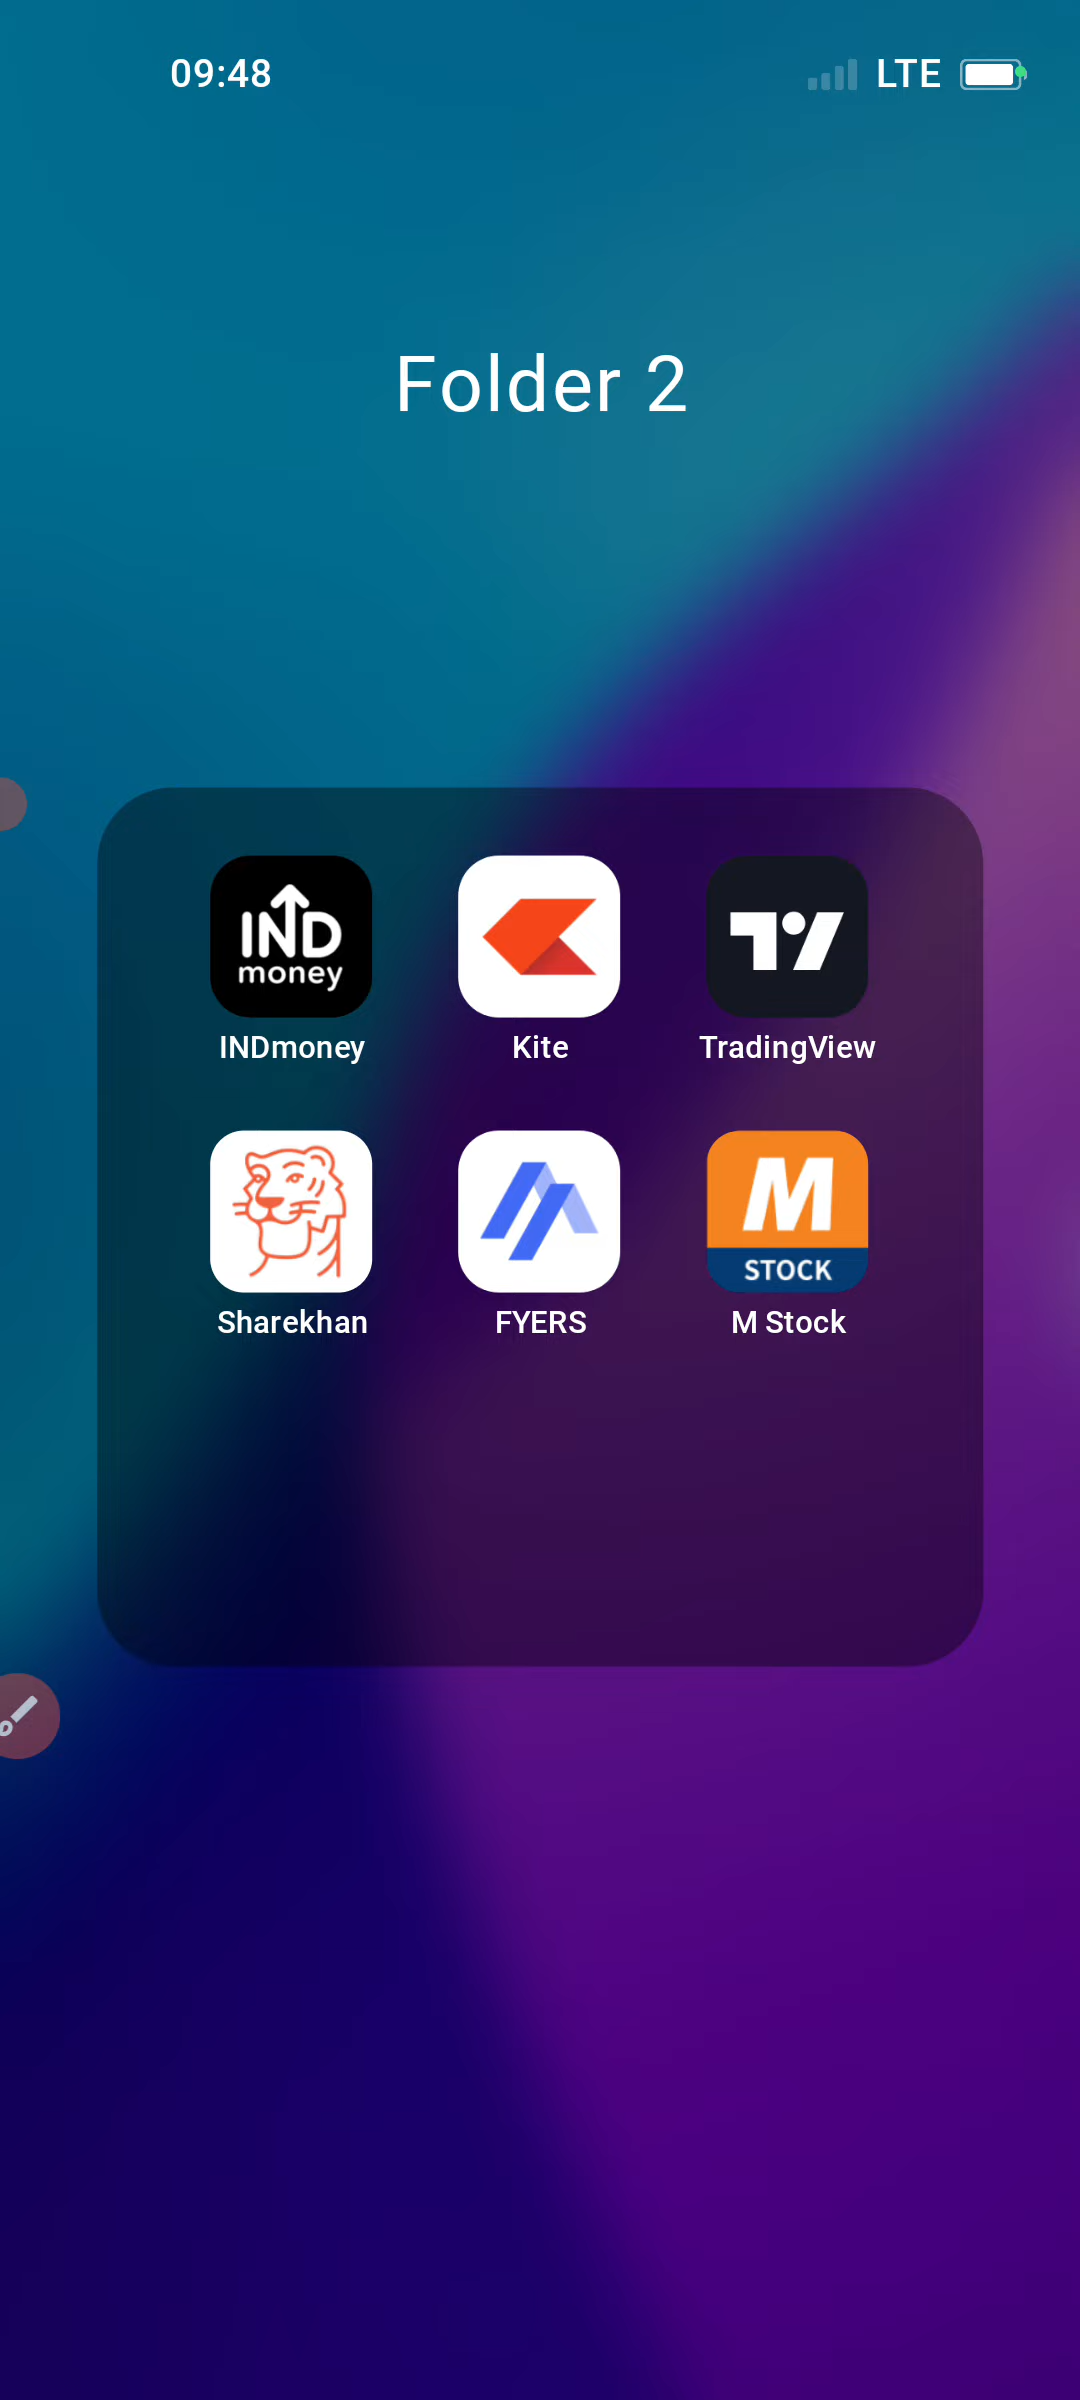 09:48 LTE
Folder 2
IND
money
INDmoney Kite TradingView
M
STOCK
Sharekhan FYERS M Stock